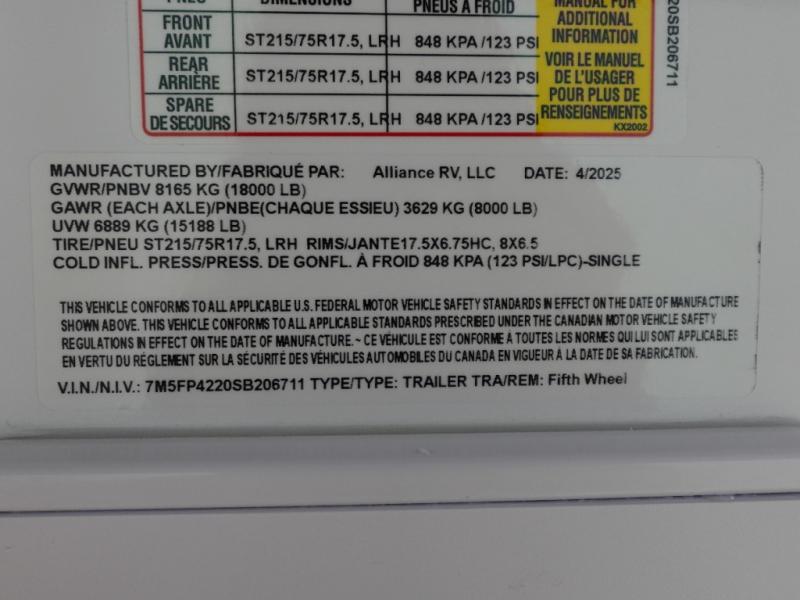 PNEU DIMENSIONS PNEUS À FROID
MANUAL FOR
ADDITIONAL
INFORMATION
FRONT
AVANT ST215/75R17.5, LRH 848 KPA /123 PSI
REAR
ARRIÈRE ST215/75R17.5, LRH 848 KPA /123 PSI
VOIR LE MANUEL
DE L'USAGER
POUR PLUS DE
RENSEIGNEMENTS
SPARE
DE SECOURS ST215/75R17.5, LRH 848 KPA /123 PSI
KX2002
20SB206711
MANUFACTURED BY/FABRIQUÉ PAR: Alliance RV, LLC DATE: 4/2025
GVWR/PNBV 8165 KG (18000 LB)
GAWR (EACH AXLE)/PNBE(CHAQUE ESSIEU) 3629 KG (8000 LB)
UVW 6889 KG (15188 LB)
TIRE/PNEU ST215/75R17.5, LRH RIMS/JANTE17.5X6.75HC, 8X6.5
COLD INFL. PRESS/PRESS. DE GONFL. À FROID 848 KPA (123 PSI/LPC)-SINGLE
THIS VEHICLE CONFORMS TO ALL APPLICABLE U.S. FEDERAL MOTOR VEHICLE SAFETY STANDARDS IN EFFECT ON THE DATE OF MANUFACTURE
SHOWN ABOVE. THIS VEHICLE CONFORMS TO ALL APPLICABLE STANDARDS PRESCRIBED UNDER THE CANADIAN MOTOR VEHICLE SAFETY
REGULATIONS IN EFFECT ON THE DATE OF MANUFACTURE.~ CE VÉHICULE EST CONFORME À TOUTES LES NORMES QUI LUI SONT APPLICABLES
EN VERTU DU RÉGLEMENT SUR LA SÉCURITÉ DES VÉHICULES AUTOMOBILES DU CANADA EN VIGUEUR À LA DATE DE SA FABRICATION.
V.I.N./N.I.V.: 7M5FP4220SB206711 TYPE/TYPE: TRAILER TRA/REM: Fifth Wheel